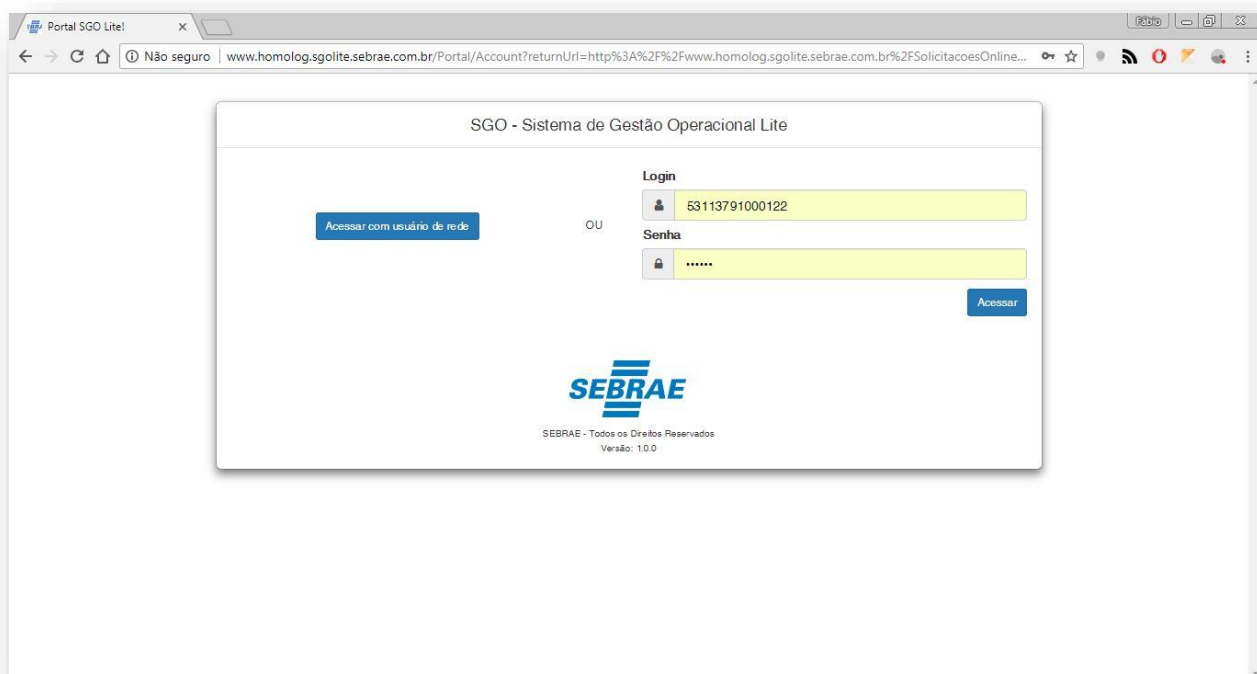 Portal SGO Lite!
Fábio
Não seguro | www.homolog.sgolite.sebrae.com.br/Portal/Account?returnUrl=http%3A%2F%2Fwww.homolog.sgolite.sebrae.com.br%2FSolicitacoesOnline...
SGO - Sistema de Gestão Operacional Lite
Acessar com usuário de rede
OU
Login
53113791000122
Senha
••••••
Acessar
SEBRAE
SEBRAE - Todos os Direitos Reservados
Versão: 1.0.0